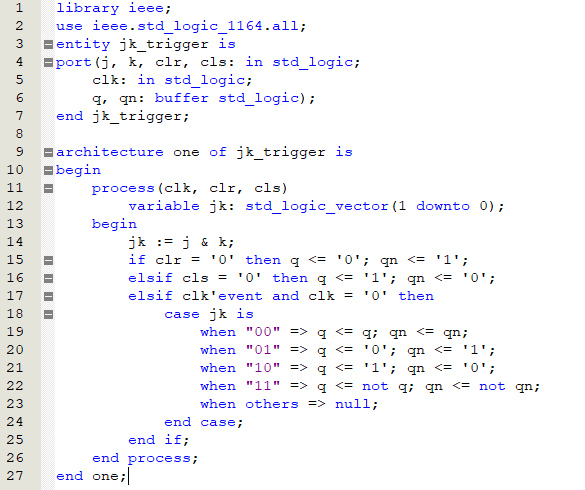 1 library ieee;
2 use ieee.std_logic_1164.all;
3 entity jk_trigger is
4 port(j, k, clr, cls: in std_logic;
5     clk: in std_logic;
6     q, qn: buffer std_logic);
7 end jk_trigger;
8
9 architecture one of jk_trigger is
10 begin
11     process(clk, clr, cls)
12         variable jk: std_logic_vector(1 downto 0);
13     begin
14         jk := j & k;
15         if clr = '0' then q <= '0'; qn <= '1';
16         elsif cls = '0' then q <= '1'; qn <= '0';
17         elsif clk'event and clk = '0' then
18             case jk is
19                 when "00" => q <= q; qn <= qn;
20                 when "01" => q <= '0'; qn <= '1';
21                 when "10" => q <= '1'; qn <= '0';
22                 when "11" => q <= not q; qn <= not qn;
23                 when others => null;
24             end case;
25         end if;
26     end process;
27 end one;